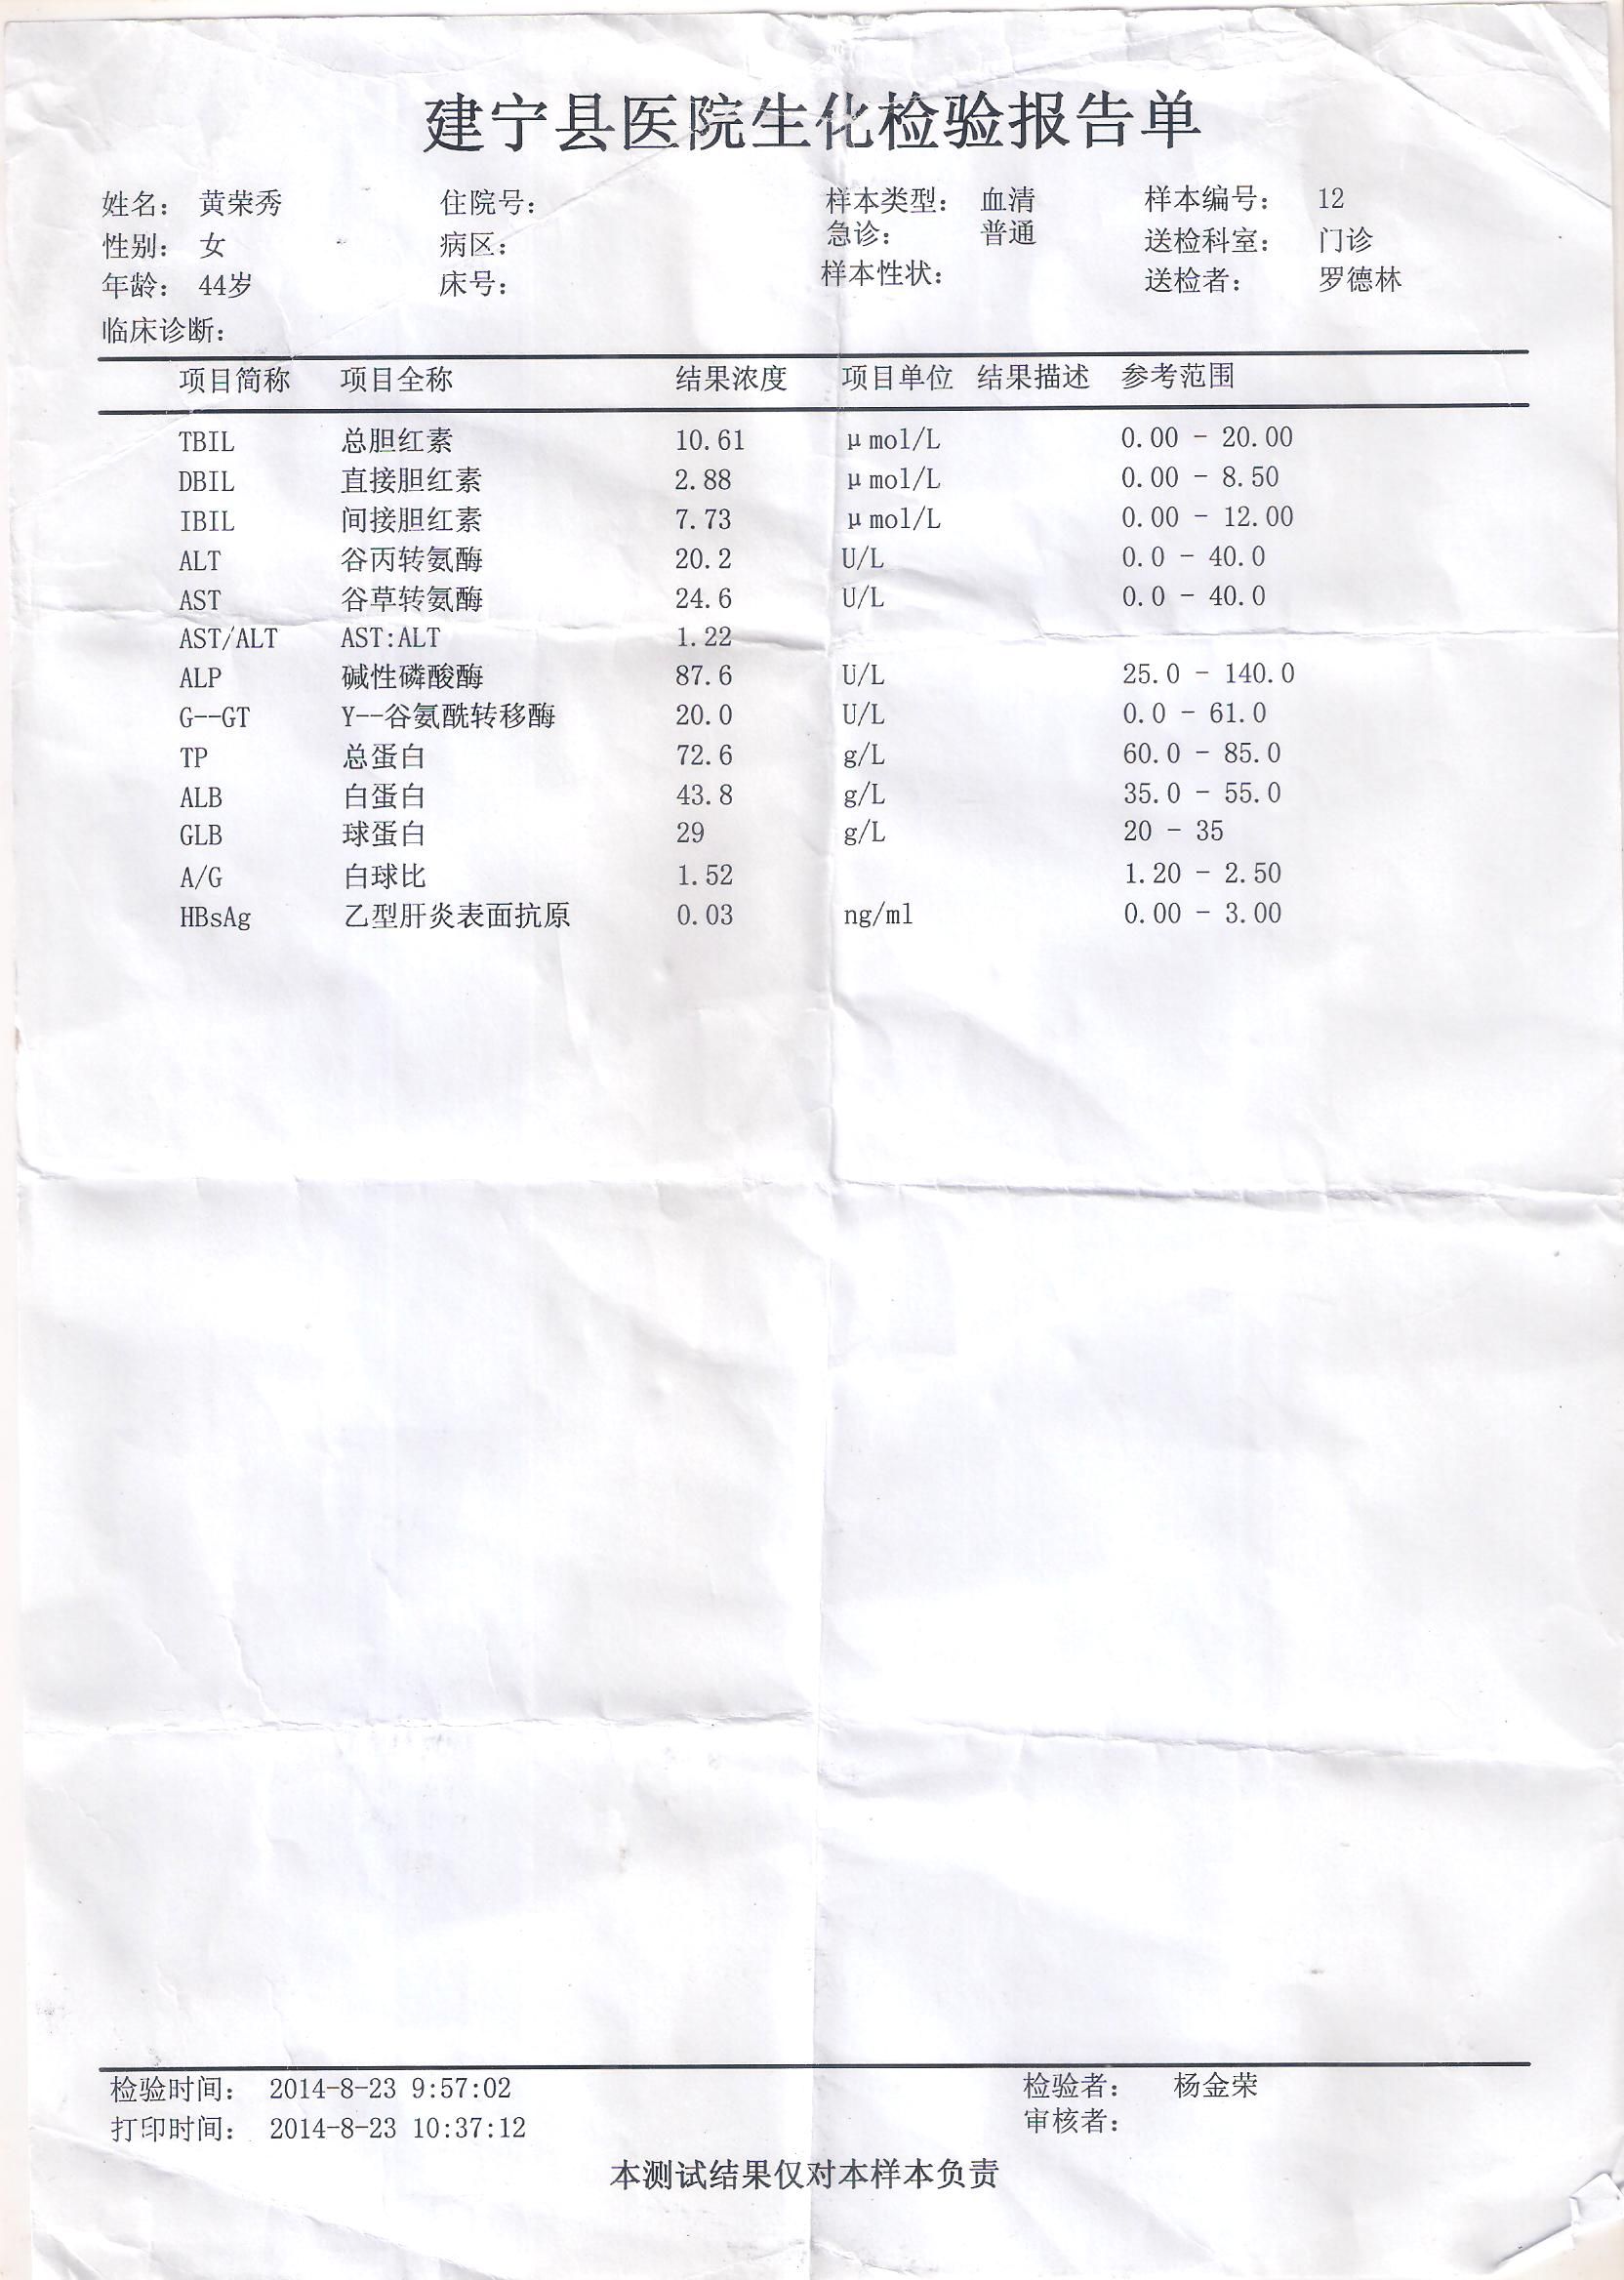 建宁县医院生化检验报告单
姓名： 黄荣秀 住院号： 样本类型： 血清 样本编号： 12
性别： 女 病区： 急诊： 普通 送检科室： 门诊
年龄： 44岁 床号： 样本性状： 送检者： 罗德林
临床诊断：
项目简称 项目全称 结果浓度 项目单位 结果描述 参考范围
TBIL 总胆红素 10.61 μmol/L 0.00 - 20.00
DBIL 直接胆红素 2.88 μmol/L 0.00 - 8.50
IBIL 间接胆红素 7.73 μmol/L 0.00 - 12.00
ALT 谷丙转氨酶 20.2 U/L 0.0 - 40.0
AST 谷草转氨酶 24.6 U/L 0.0 - 40.0
AST/ALT AST:ALT 1.22
ALP 碱性磷酸酶 87.6 U/L 25.0 - 140.0
G--GT Y--谷氨酰转移酶 20.0 U/L 0.0 - 61.0
TP 总蛋白 72.6 g/L 60.0 - 85.0
ALB 白蛋白 43.8 g/L 35.0 - 55.0
GLB 球蛋白 29 g/L 20 - 35
A/G 白球比 1.52 1.20 - 2.50
HBsAg 乙型肝炎表面抗原 0.03 ng/ml 0.00 - 3.00
检验时间： 2014-8-23 9:57:02 检验者： 杨金荣
打印时间： 2014-8-23 10:37:12 审核者：
本测试结果仅对本样本负责